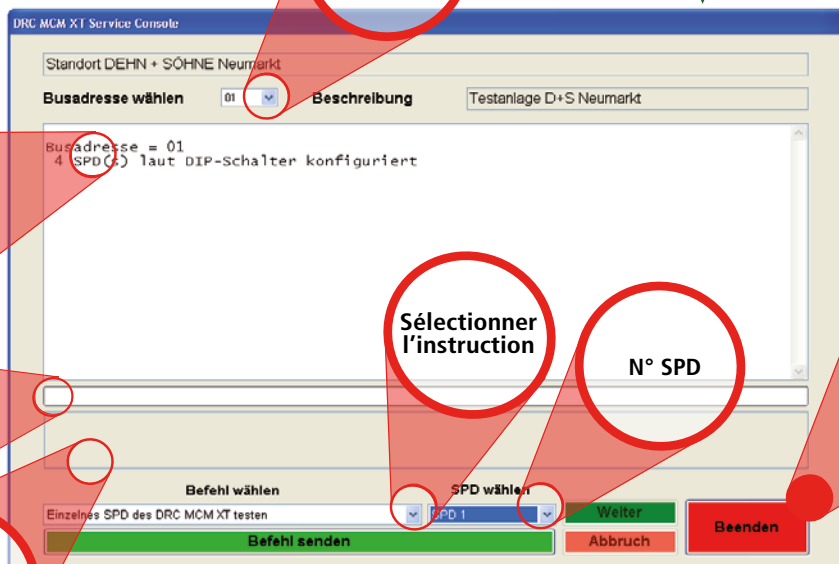 DRC MCM XT Service Console
Standort DEHN + SÖHNE Neumarkt
Busadresse wählen 01 Beschreibung Testanlage D+S Neumarkt
Busadresse = 01
4 SPD(s) laut DIP-Schalter konfiguriert
Sélectionner
l'instruction
N° SPD
Befehl wählen SPD wählen
Einzelnes SPD des DRC MCM XT testen SPD 1 Weiter
Befehl senden Abbruch Beenden